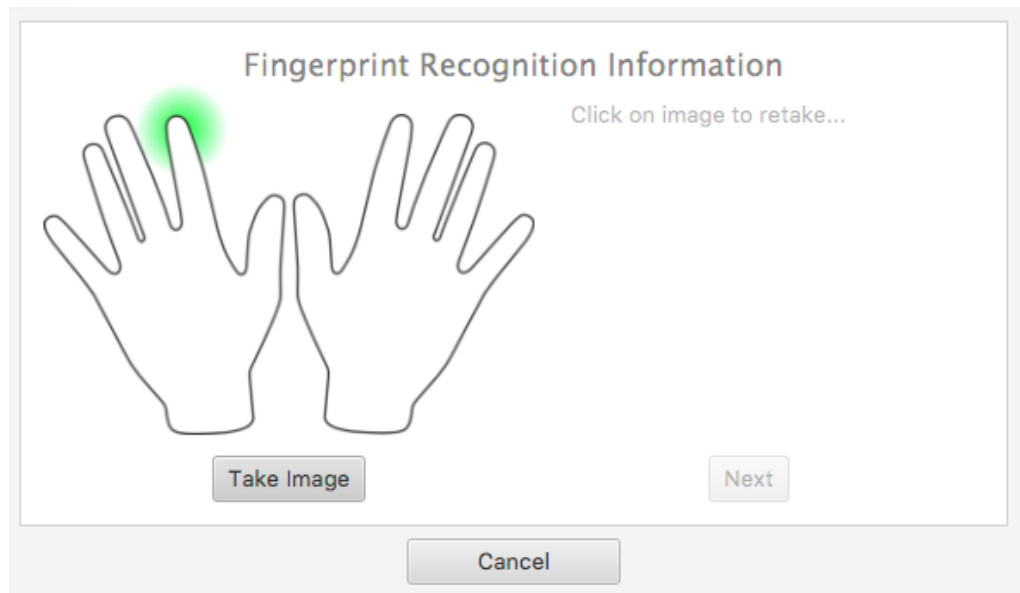 Fingerprint Recognition Information
Click on image to retake...
Take Image
Next
Cancel